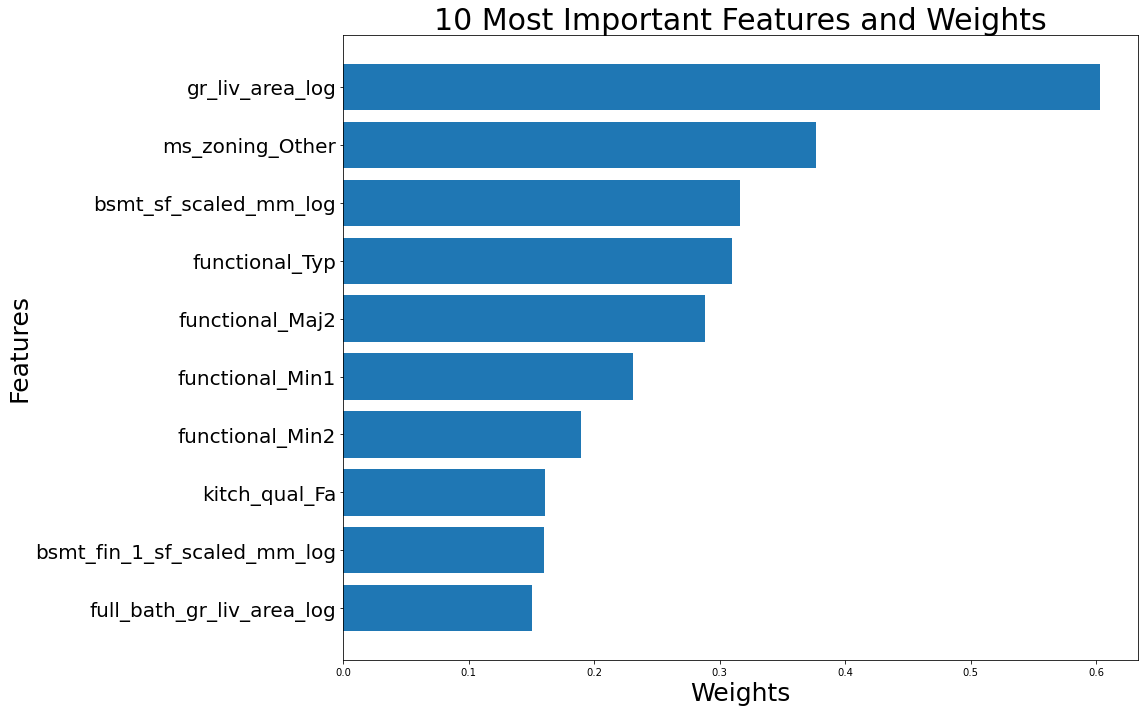 10 Most Important Features and Weights
gr_liv_area_log
ms_zoning_Other
bsmt_sf_scaled_mm_log
functional_Typ
functional_Maj2
functional_Min1
functional_Min2
kitch_qual_Fa
bsmt_fin_1_sf_scaled_mm_log
full_bath_gr_liv_area_log
Features
0.0 0.1 0.2 0.3 0.4 0.5 0.6
Weights